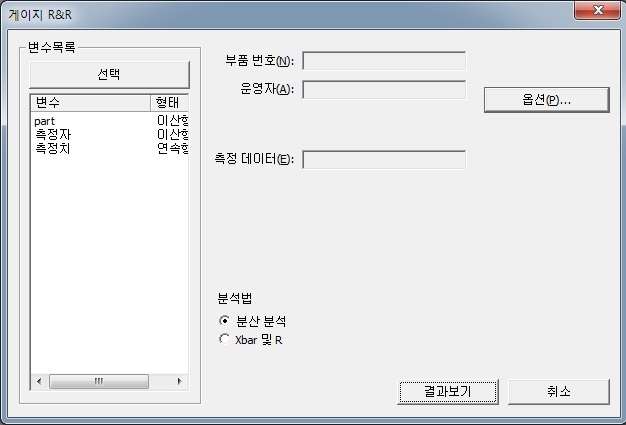 게이지 R&R
변수목록
선택
변수 형태
part 이산형
측정자 이산형
측정치 연속형
부품 번호(N):
운영자(A):
옵션(P)...
측정 데이터(E):
분석법
분산 분석
Xbar 및 R
결과보기 취소